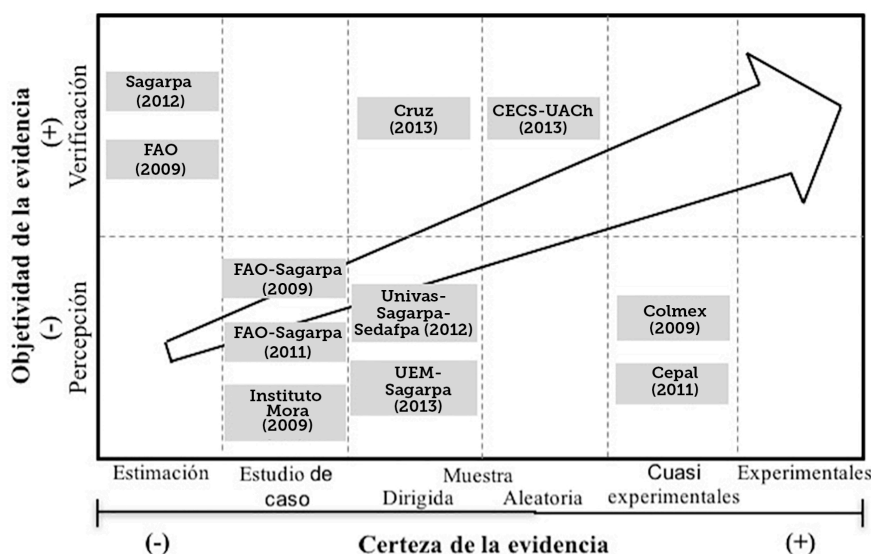 Objetividad de la evidencia
(+)
Verificación
(-)
Percepción
Sagarpa
(2012)
FAO
(2009)
Cruz
(2013)
CECS-UACh
(2013)
FAO-Sagarpa
(2009)
FAO-Sagarpa
(2011)
Instituto
Mora
(2009)
Univas-
Sagarpa-
Sedafpa (2012)
UEM-
Sagarpa
(2013)
Colmex
(2009)
Cepal
(2011)
Estimación
Estudio de
caso
Muestra
Dirigida
Aleatoria
Cuasi
experimentales
Experimentales
(-)
Certeza de la evidencia
(+)